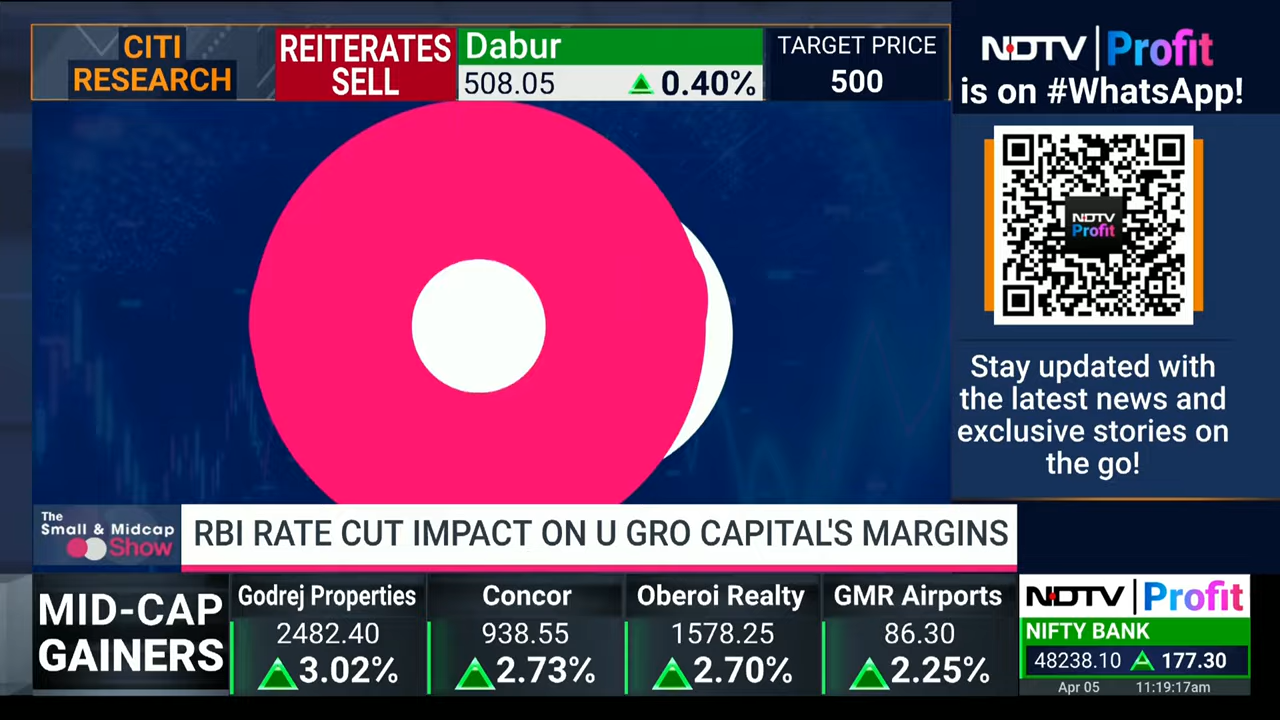 CITI
RESEARCH
REITERATES
SELL
Dabur
508.05
0.40%
TARGET PRICE
500
NDTV Profit
is on #WhatsApp!
NDTV
Profit
Stay updated with
the latest news and
exclusive stories on
the go!
The
Small & Midcap
Show
RBI RATE CUT IMPACT ON U GRO CAPITAL'S MARGINS
MID-CAP
GAINERS
Godrej Properties
2482.40
3.02%
Concor
938.55
2.73%
Oberoi Realty
1578.25
2.70%
GMR Airports
86.30
2.25%
NDTV Profit
NIFTY BANK
48238.10 177.30
Apr 05 11:19:17am